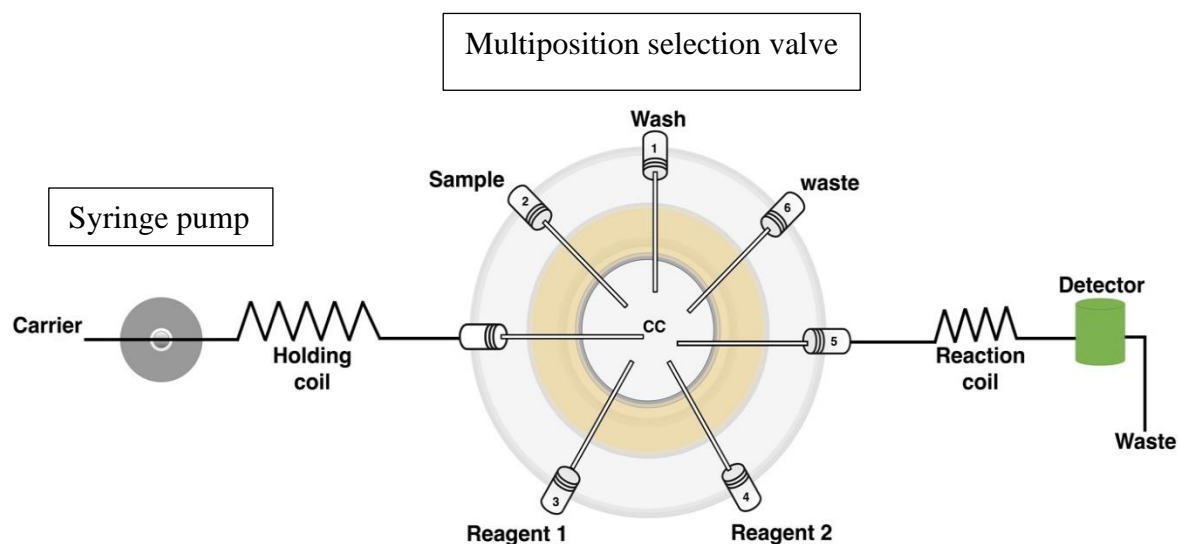 Multiposition selection valve
Wash
1
Sample
2
waste
6
Syringe pump
Detector
Carrier
CC
Holding
coil
5
Reaction
coil
Waste
3
4
Reagent 1
Reagent 2